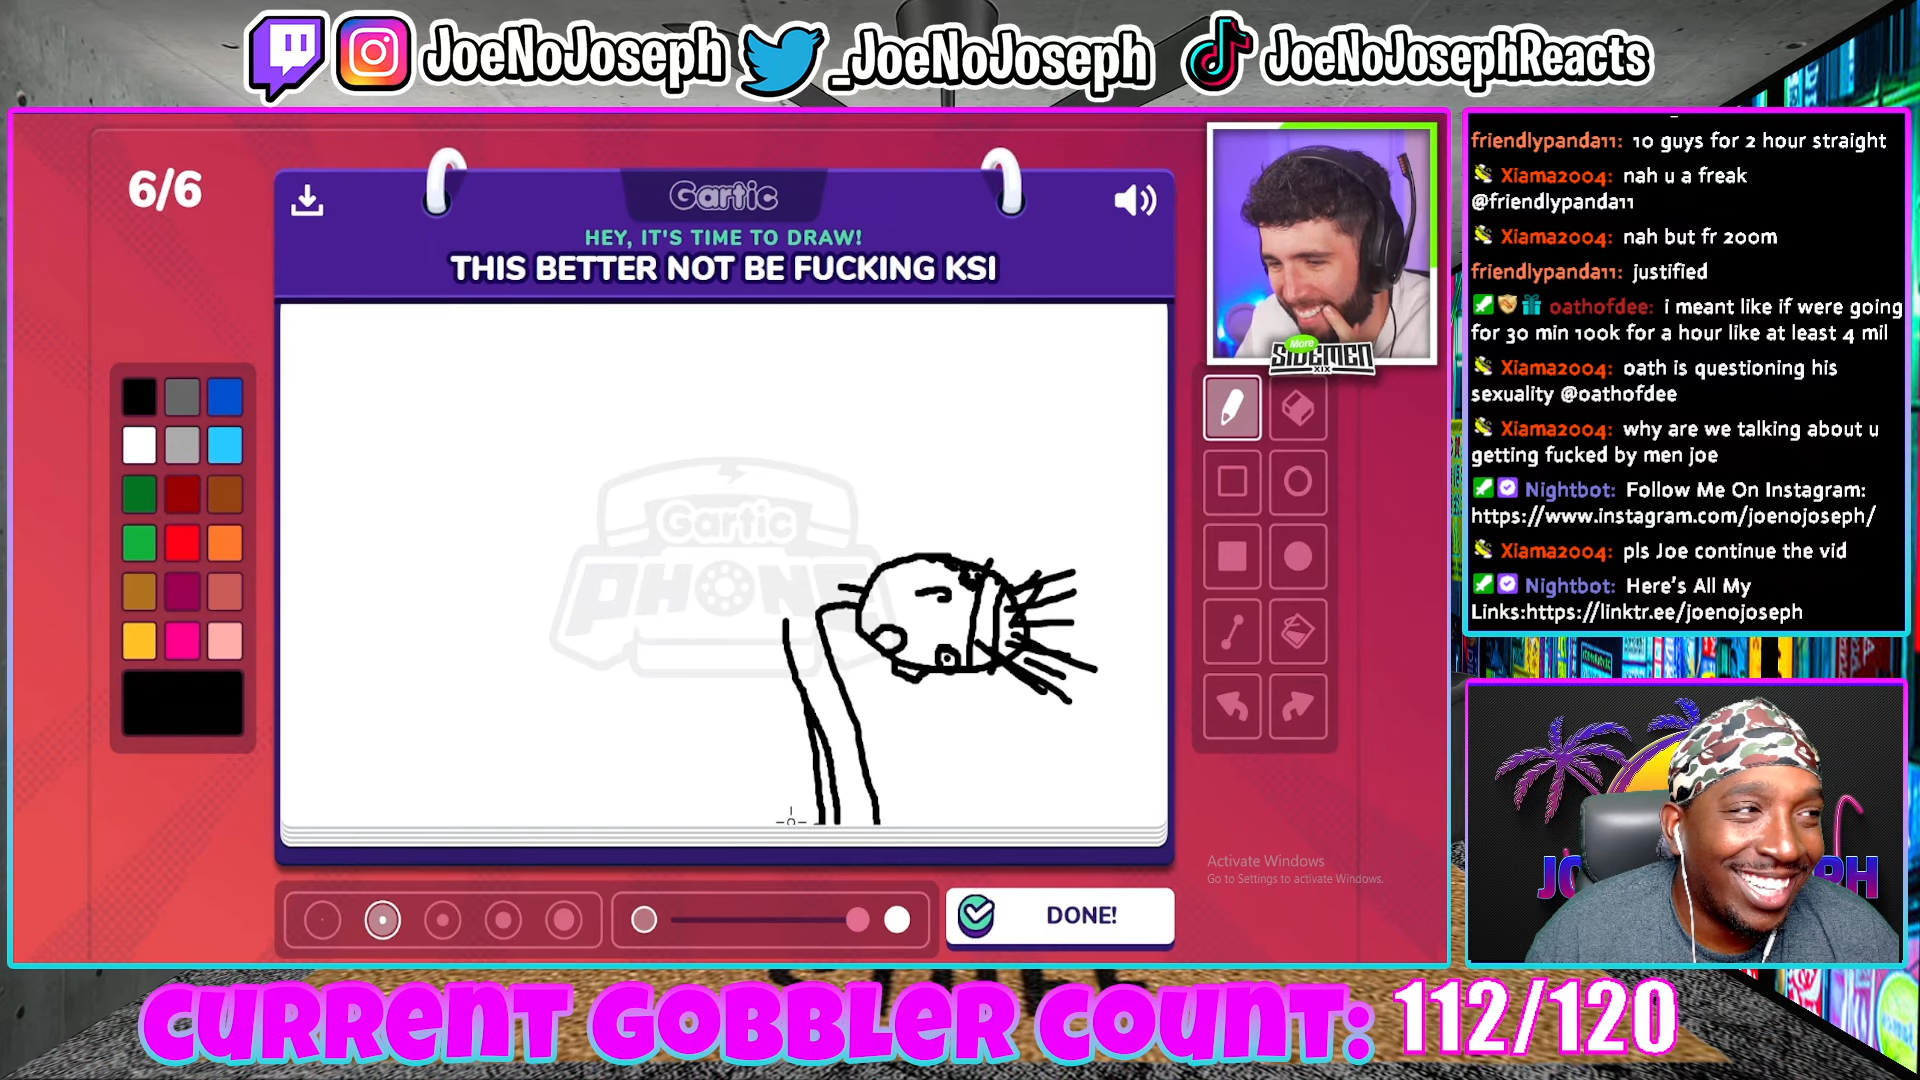 JoeNoJoseph
_JoeNoJoseph
JoeNoJosephReacts
6/6
Gartic
HEY, IT'S TIME TO DRAW!
THIS BETTER NOT BE FUCKING KSI
Gartic
PHONE
More
SIDEMEN
XIX
friendlypanda11: 10 guys for 2 hour straight
Xiama2004: nah u a freak
@friendlypanda11
Xiama2004: nah but fr 200m
friendlypanda11: justified
oathofdee: i meant like if were going
for 30 min 100k for a hour like at least 4 mil
Xiama2004: oath is questioning his
sexuality @oathofdee
Xiama2004: why are we talking about u
getting fucked by men joe
Nightbot: Follow Me On Instagram:
https://www.instagram.com/joenojoseph/
Xiama2004: pls Joe continue the vid
Nightbot: Here's All My
Links:https://linktr.ee/joenojoseph
Activate Windows
Go to Settings to activate Windows.
DONE!
CURRENT GOBBLER COUNT: 112/120